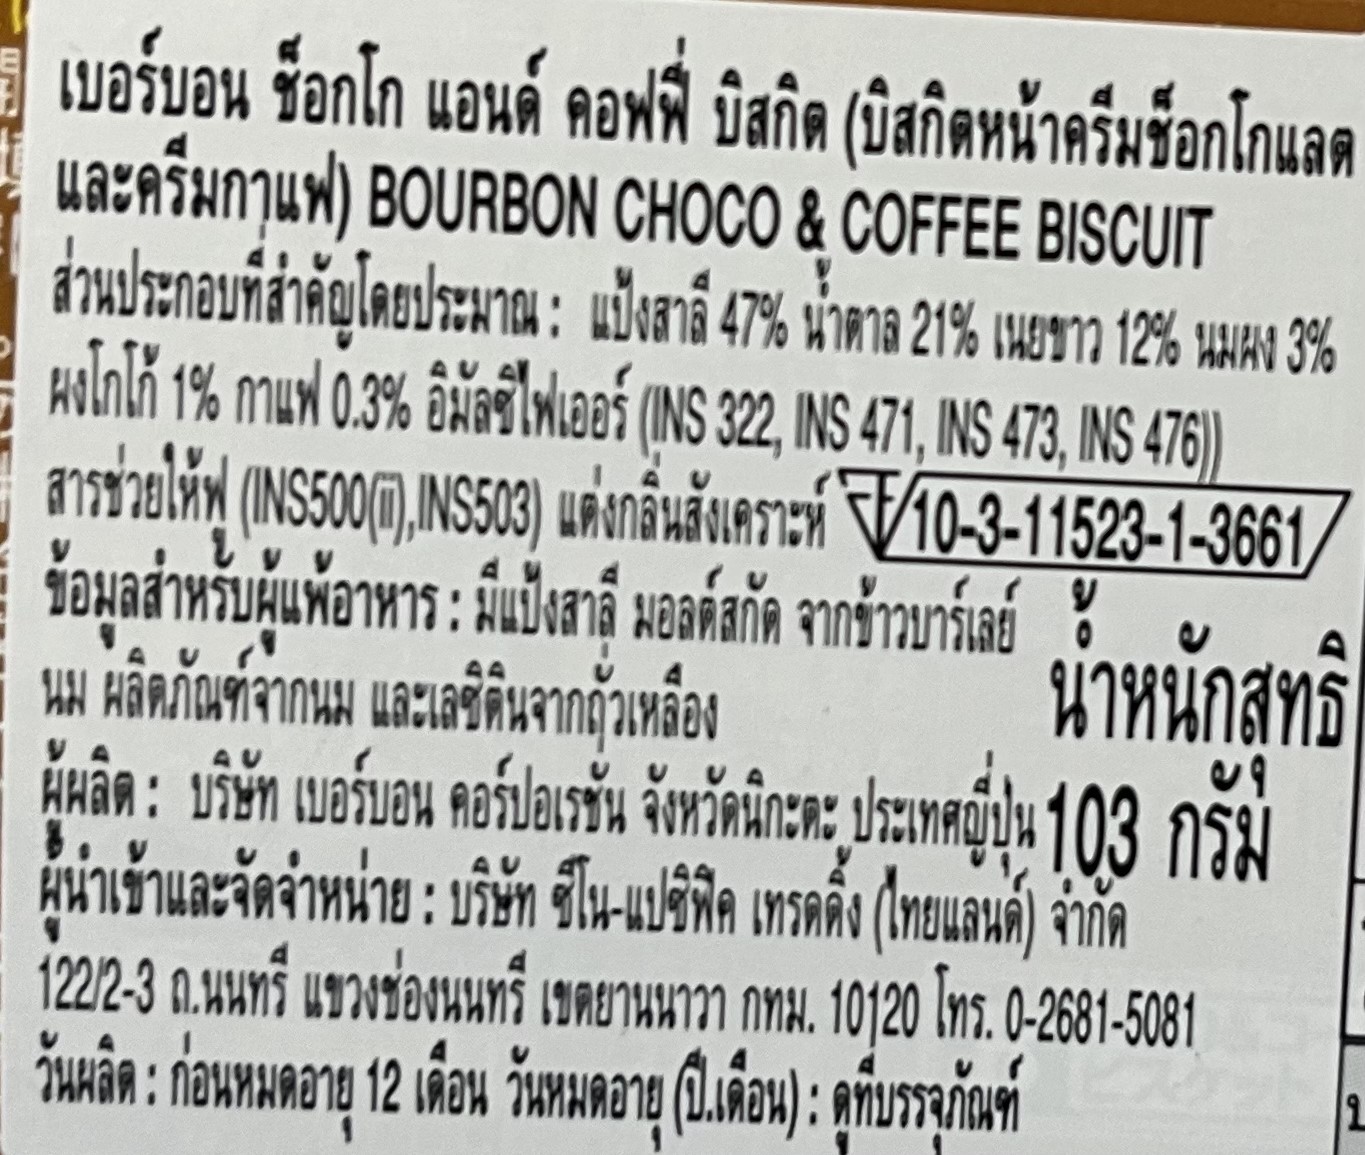 เบอร์บอน ช็อกโก แอนด์ คอฟฟี่ บิสกิต (บิสกิตหน้าครีมช็อกโกแลต
และครีมกาแฟ) BOURBON CHOCO & COFFEE BISCUIT
ส่วนประกอบที่สำคัญโดยประมาณ : แป้งสาลี 47% น้ำตาล 21% เนยขาว 12% นมผง 3%
ผงโกโก้ 1% กาแฟ 0.3% อิมัลซิไฟเออร์ (INS 322, INS 471, INS 473, INS 476))
สารช่วยให้ฟู (INS500(ii),INS503) แต่งกลิ่นสังเคราะห์ 10-3-11523-1-3661
ข้อมูลสำหรับผู้แพ้อาหาร : มีแป้งสาลี มอลต์สกัด จากข้าวบาร์เลย์
นม ผลิตภัณฑ์จากนม และเลซิตินจากถั่วเหลือง
น้ำหนักสุทธิ
103 กรัม
ผู้ผลิต : บริษัท เบอร์บอน คอร์ปอเรชั่น จังหวัดนิกะตะ ประเทศญี่ปุ่น
ผู้นำเข้าและจัดจำหน่าย : บริษัท ซีโน-แปซิฟิค เทรดดิ้ง (ไทยแลนด์) จำกัด
122/2-3 ถ.นนทรี แขวงช่องนนทรี เขตยานนาวา กทม. 10120 โทร. 0-2681-5081
วันผลิต : ก่อนหมดอายุ 12 เดือน วันหมดอายุ (ปี.เดือน) : ดูที่บรรจุภัณฑ์